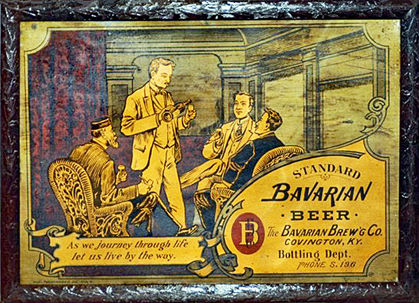 STANDARD
BAVARIAN
· BEER ·
B
The BAVARIAN BREW'G CO.
COVINGTON, KY.
Bottling Dept.
PHONE S. 196
As we journey through life
let us live by the way.